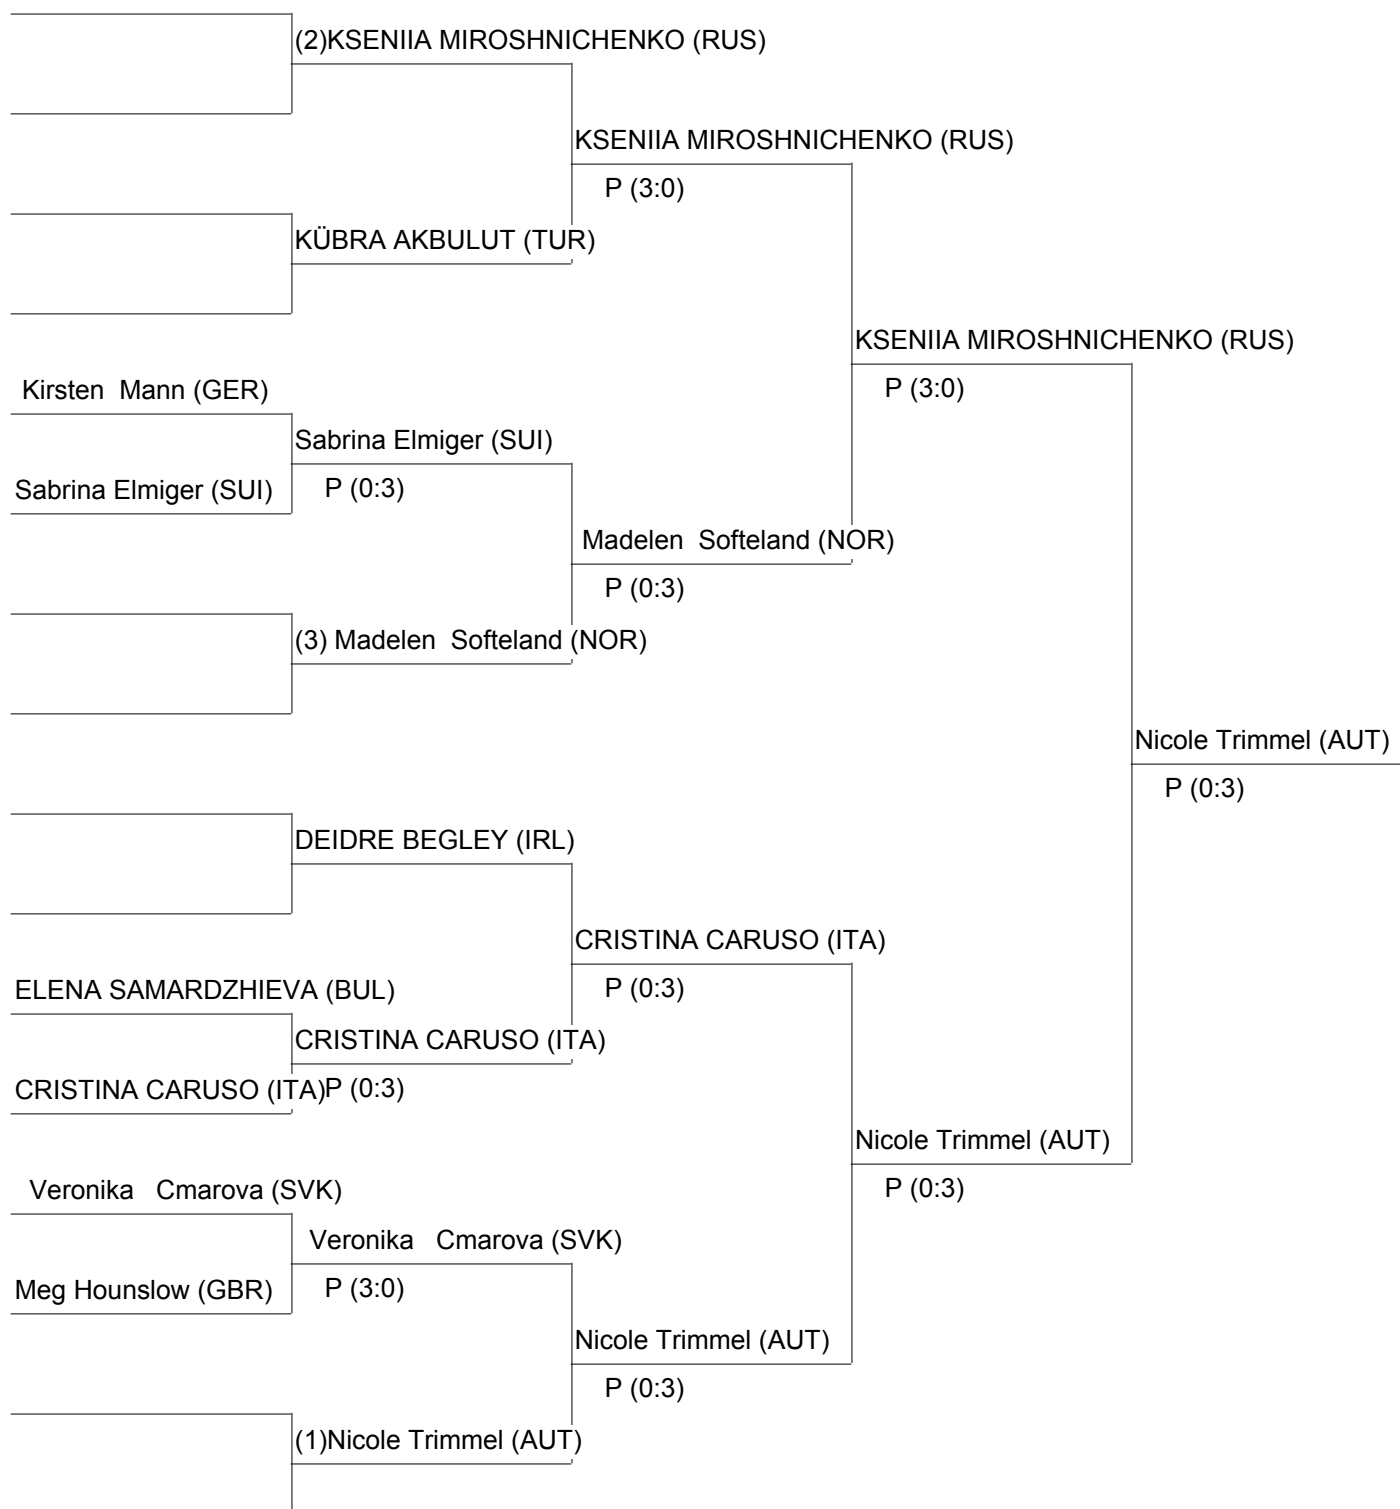 (2)KSENIIA MIROSHNICHENKO (RUS)
KSENIIA MIROSHNICHENKO (RUS)
P (3:0)
KÜBRA AKBULUT (TUR)
KSENIIA MIROSHNICHENKO (RUS)
P (3:0)
Kirsten Mann (GER)
Sabrina Elmiger (SUI)
Sabrina Elmiger (SUI)
P (0:3)
Madelen Softeland (NOR)
P (0:3)
(3) Madelen Softeland (NOR)
Nicole Trimmel (AUT)
P (0:3)
DEIDRE BEGLEY (IRL)
CRISTINA CARUSO (ITA)
P (0:3)
ELENA SAMARDZHIEVA (BUL)
CRISTINA CARUSO (ITA)
CRISTINA CARUSO (ITA)
P (0:3)
Nicole Trimmel (AUT)
P (0:3)
Veronika Cmarova (SVK)
Veronika Cmarova (SVK)
Meg Hounslow (GBR)
P (3:0)
Nicole Trimmel (AUT)
P (0:3)
(1)Nicole Trimmel (AUT)